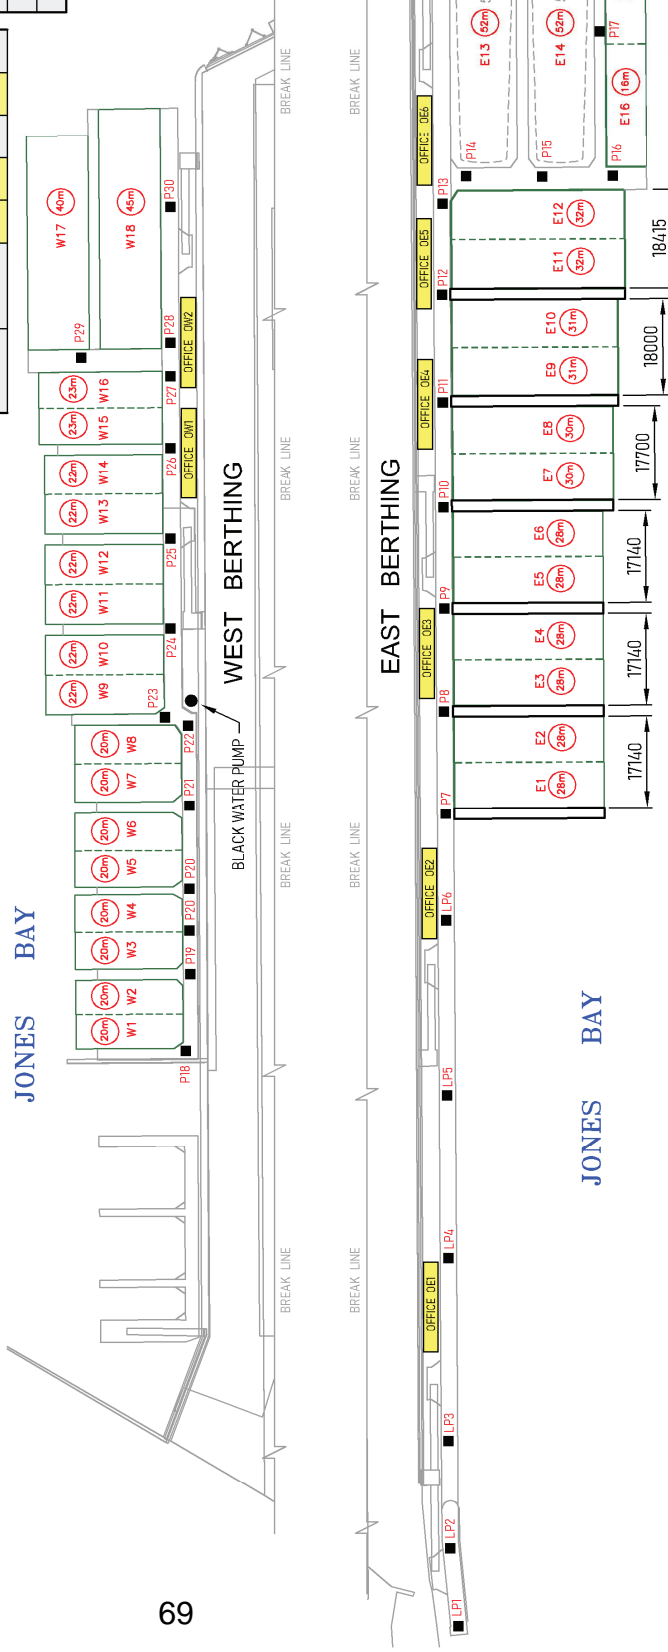 JONES BAY
W17 40m
W18 45m
P30
P29
P28
OFFICE OW2
P27
W16 23m
W15 23m
P26
OFFICE OW1
W14 22m
W13 22m
P25
W12 22m
W11 22m
P24
W10 22m
W9 22m
P23
WEST BERTHING
BLACK WATER PUMP
P22
W8 20m
W7 20m
P21
W6 20m
W5 20m
P20
W4 20m
P20
W3 20m
P19
W2 20m
W1 20m
P18
BREAK LINE
BREAK LINE
BREAK LINE
BREAK LINE
BREAK LINE
BREAK LINE
BREAK LINE
BREAK LINE
EAST BERTHING
E13 52m
E14 52m
P17
E16 16m
P14
P15
P16
OFFICE OE6
P13
E12 32m
E11 32m
18415
OFFICE OE5
P12
E10 31m
E9 31m
18000
OFFICE OE4
P11
E8 30m
E7 30m
17700
P10
E6 28m
E5 28m
17140
P9
OFFICE OE3
E4 28m
E3 28m
17140
P8
E2 28m
E1 28m
17140
P7
OFFICE OE2
LP6
LP5
JONES BAY
LP4
OFFICE OE1
LP3
LP2
LP1
69